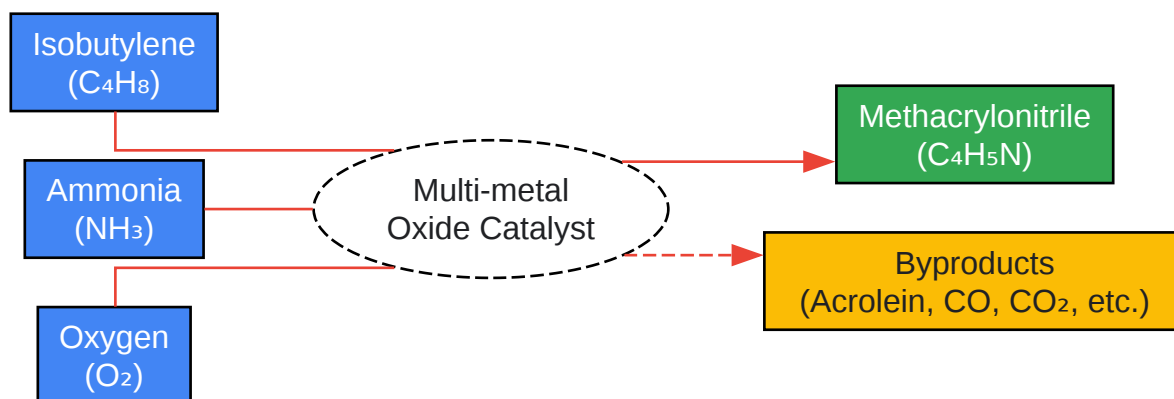 Isobutylene
(C₄H₈)
Ammonia
(NH₃)
Oxygen
(O₂)
Multi-metal
Oxide Catalyst
Methacrylonitrile
(C₄H₅N)
Byproducts
(Acrolein, CO, CO₂, etc.)